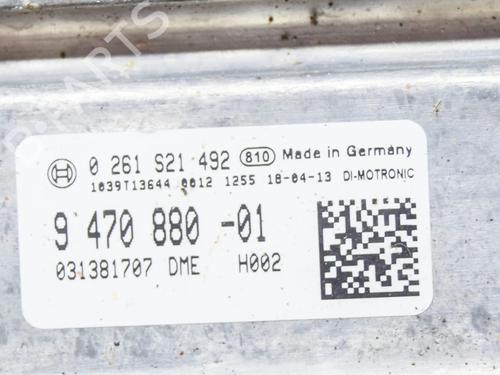 B-PARTS
0 261 S21 492 810 Made in Germany
1039T13644 0012 1255 18-04-13 DI-MOTRONIC
9 470 880 -01
031381707 DME H002